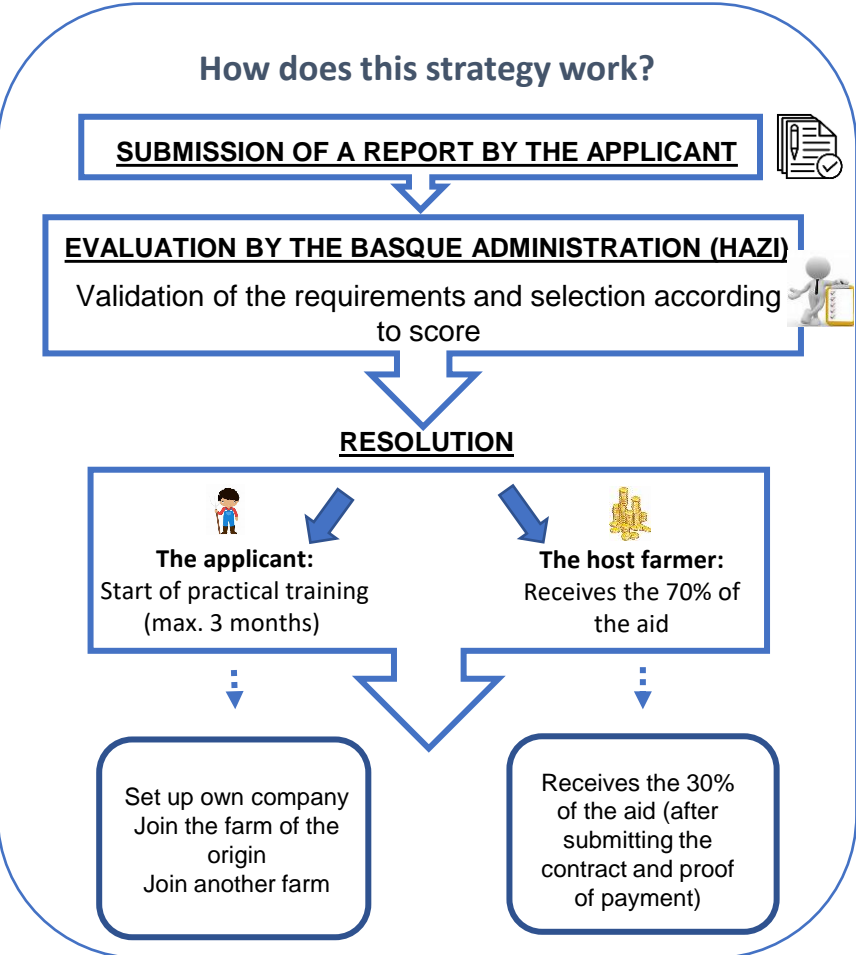 How does this strategy work?
SUBMISSION OF A REPORT BY THE APPLICANT
EVALUATION BY THE BASQUE ADMINISTRATION (HAZI)
Validation of the requirements and selection according
to score
RESOLUTION
The applicant:
Start of practical training
(max. 3 months)
The host farmer:
Receives the 70% of
the aid
Set up own company
Join the farm of the
origin
Join another farm
Receives the 30%
of the aid (after
submitting the
contract and proof
of payment)